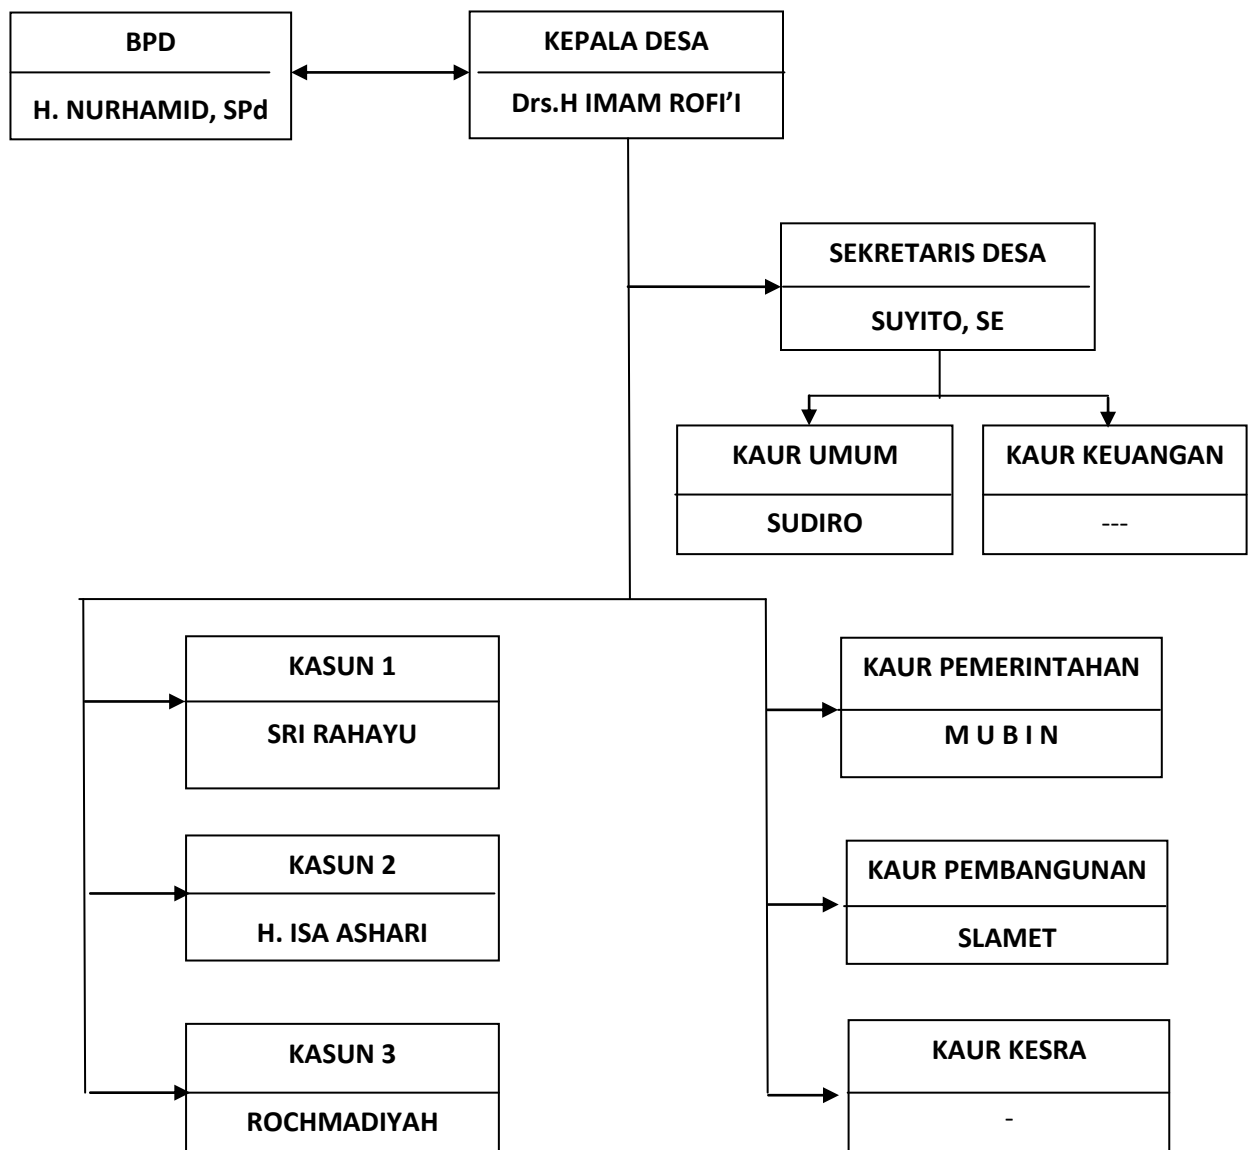 BPD
H. NURHAMID, SPd
KEPALA DESA
Drs.H IMAM ROFI'I
SEKRETARIS DESA
SUYITO, SE
KAUR UMUM
SUDIRO
KAUR KEUANGAN
---
KASUN 1
SRI RAHAYU
KAUR PEMERINTAHAN
M U B I N
KASUN 2
H. ISA ASHARI
KAUR PEMBANGUNAN
SLAMET
KASUN 3
ROCHMADIYAH
KAUR KESRA
-